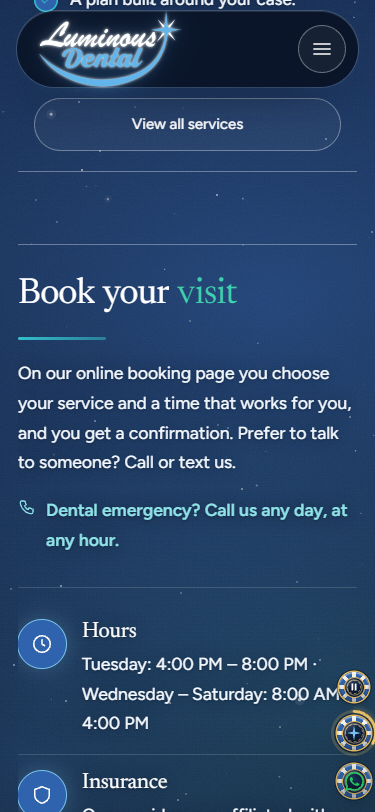 A plan built around your case.
Luminous
Dental
View all services
Book your visit
On our online booking page you choose
your service and a time that works for you,
and you get a confirmation. Prefer to talk
to someone? Call or text us.
Dental emergency? Call us any day, at
any hour.
Hours
Tuesday: 4:00 PM – 8:00 PM ·
Wednesday – Saturday: 8:00 AM
4:00 PM
Insurance